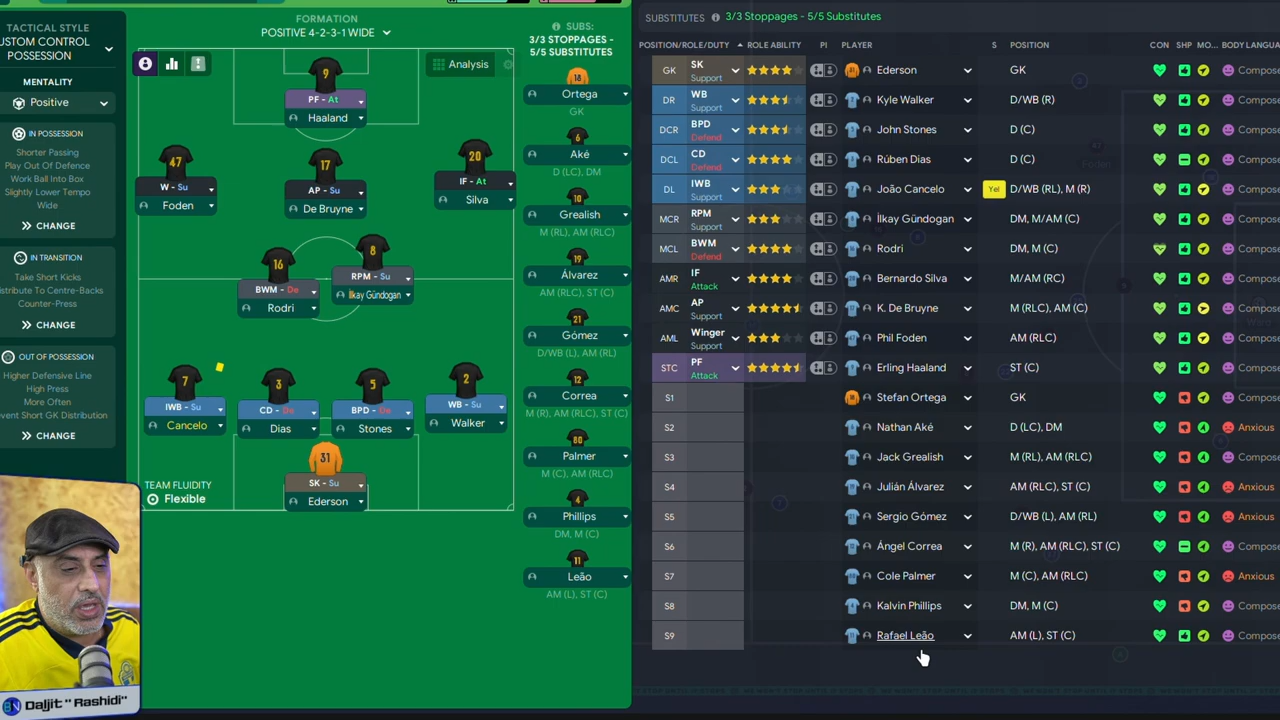 TACTICAL STYLE
USTOM CONTROL
POSSESSION
MENTALITY
Positive
IN POSSESSION
Shorter Passing
Play Out Of Defence
Work Ball Into Box
Slightly Lower Tempo
Wide
CHANGE
IN TRANSITION
Take Short Kicks
Distribute To Centre-Backs
Counter-Press
CHANGE
OUT OF POSSESSION
Higher Defensive Line
High Press
More Often
event Short GK Distribution
CHANGE
Daljit "Rashidi"
FORMATION
POSITIVE 4-2-3-1 WIDE
Analysis
9
PF - At
Haaland
47
W - Su
Foden
17
AP - Su
De Bruyne
20
IF - At
Silva
16
BWM - De
Rodri
8
RPM - Su
İlkay Gündogan
7
IWB - Su
Cancelo
3
CD - De
Dias
5
BPD - De
Stones
2
WB - Su
Walker
31
SK - Su
Ederson
TEAM FLUIDITY
Flexible
SUBS:
3/3 STOPPAGES -
5/5 SUBSTITUTES
18
Ortega
GK
6
Aké
D (LC), DM
10
Grealish
M (RL), AM (RLC)
19
Álvarez
AM (RLC), ST (C)
21
Gómez
D/WB (L), AM (RL)
12
Correa
M (R), AM (RLC), ST (C)
80
Palmer
M (C), AM (RLC)
4
Phillips
DM, M (C)
11
Leão
AM (L), ST (C)
SUBSTITUTES 3/3 Stoppages - 5/5 Substitutes
POSITION/ROLE/DUTY ROLE ABILITY PI PLAYER S POSITION CON SHP MO... BODY LANGUA
GK SK Support Ederson GK Compose
DR WB Support Kyle Walker D/WB (R) Compose
DCR BPD Defend John Stones D (C) Compose
DCL CD Defend Rúben Dias D (C) Compose
DL IWB Support João Cancelo Yel D/WB (RL), M (R) Compose
MCR RPM Support İlkay Gündogan DM, M/AM (C) Compose
MCL BWM Defend Rodri DM, M (C) Compose
AMR IF Attack Bernardo Silva M/AM (RC) Compose
AMC AP Support K. De Bruyne M (RLC), AM (C) Compose
AML Winger Support Phil Foden AM (RLC) Compose
STC PF Attack Erling Haaland ST (C) Compose
S1 Stefan Ortega GK Compose
S2 Nathan Aké D (LC), DM Anxious
S3 Jack Grealish M (RL), AM (RLC) Compose
S4 Julián Álvarez AM (RLC), ST (C) Anxious
S5 Sergio Gómez D/WB (L), AM (RL) Anxious
S6 Ángel Correa M (R), AM (RLC), ST (C) Compose
S7 Cole Palmer M (C), AM (RLC) Anxious
S8 Kalvin Phillips DM, M (C) Compose
S9 Rafael Leão AM (L), ST (C) Compose